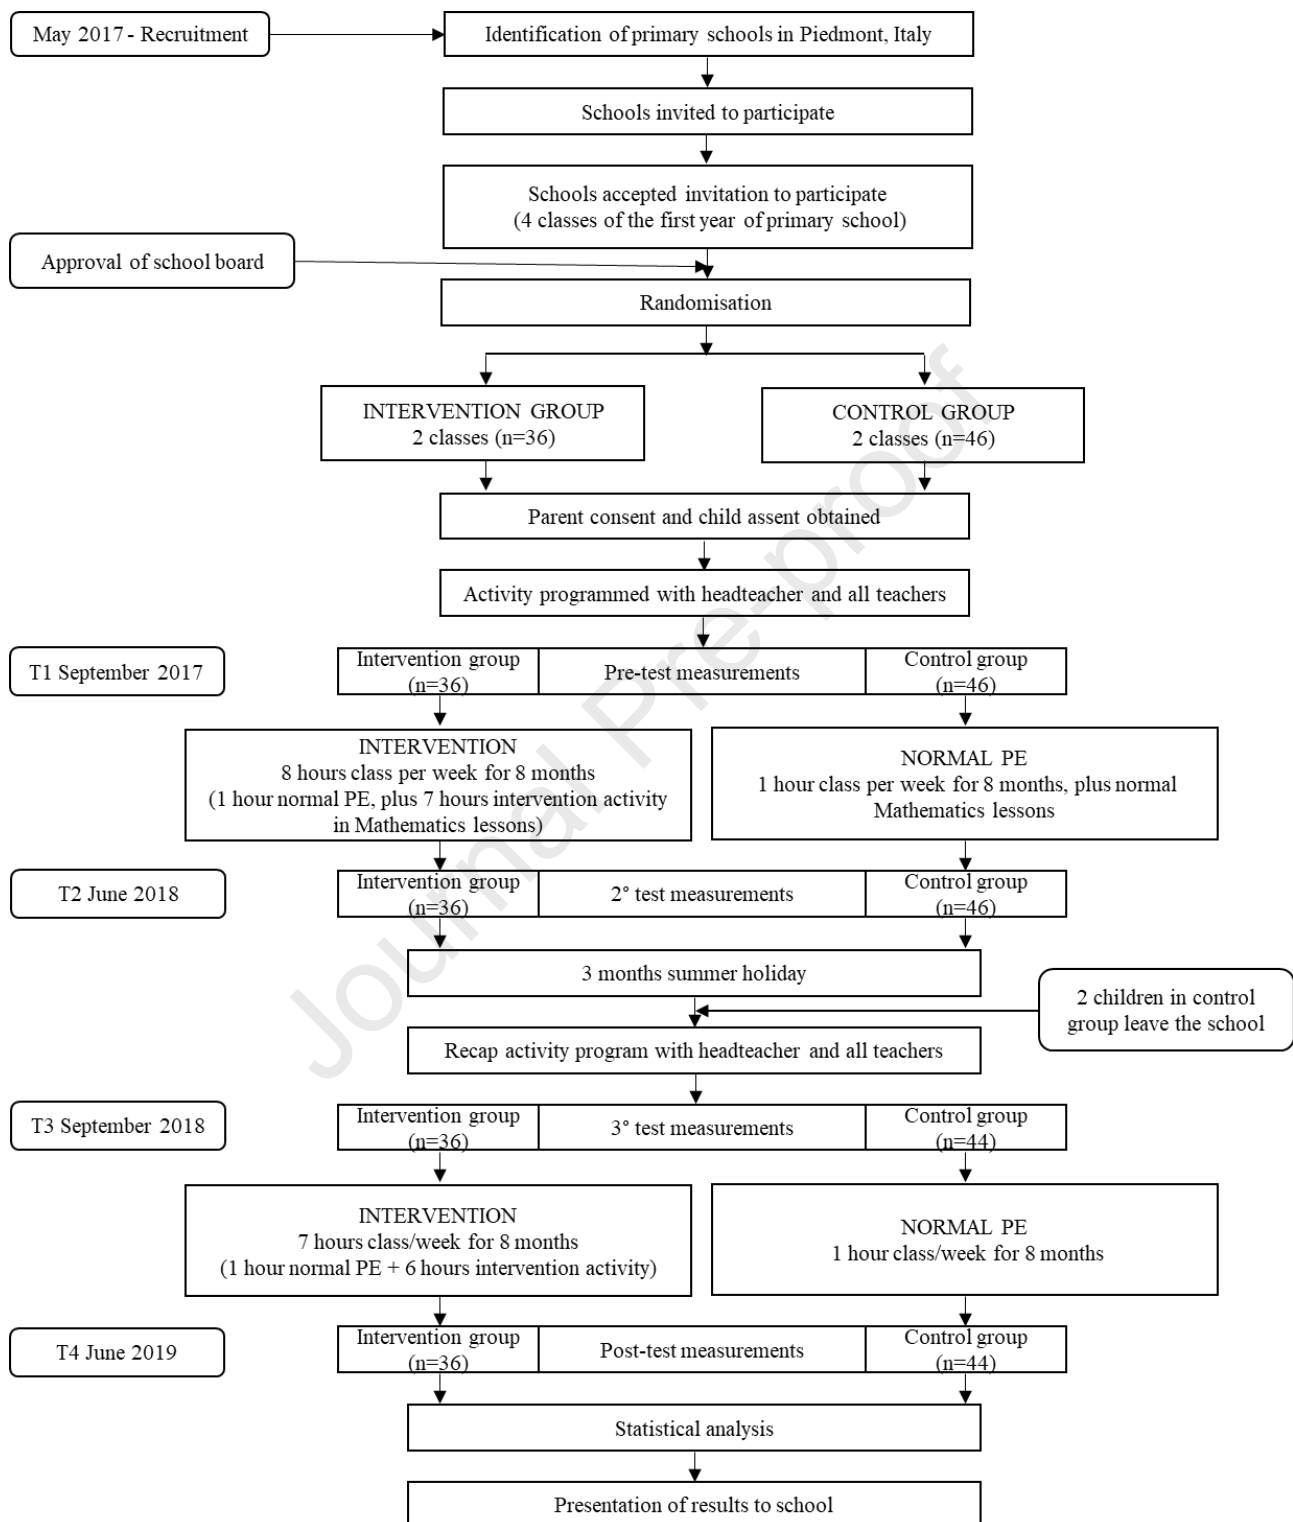 May 2017 - Recruitment
Identification of primary schools in Piedmont, Italy
Schools invited to participate
Schools accepted invitation to participate
(4 classes of the first year of primary school)
Approval of school board
Randomisation
INTERVENTION GROUP
2 classes (n=36)
CONTROL GROUP
2 classes (n=46)
Parent consent and child assent obtained
Activity programmed with headteacher and all teachers
T1 September 2017
Intervention group
(n=36)
Pre-test measurements
Control group
(n=46)
INTERVENTION
8 hours class per week for 8 months
(1 hour normal PE, plus 7 hours intervention activity
in Mathematics lessons)
NORMAL PE
1 hour class per week for 8 months, plus normal
Mathematics lessons
T2 June 2018
Intervention group
(n=36)
2° test measurements
Control group
(n=46)
3 months summer holiday
2 children in control
group leave the school
Recap activity program with headteacher and all teachers
T3 September 2018
Intervention group
(n=36)
3° test measurements
Control group
(n=44)
INTERVENTION
7 hours class/week for 8 months
(1 hour normal PE + 6 hours intervention activity)
NORMAL PE
1 hour class/week for 8 months
T4 June 2019
Intervention group
(n=36)
Post-test measurements
Control group
(n=44)
Statistical analysis
Presentation of results to school
Journal Pre-proof